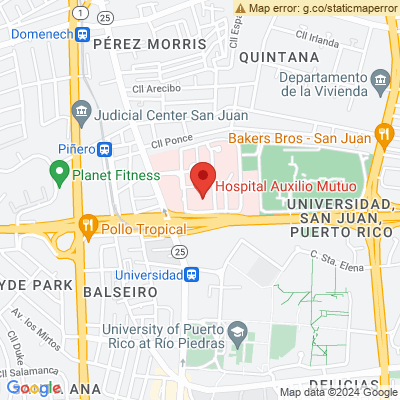 Map error: g.co/staticmaperror
1
Domenech
25
PÉREZ MORRIS
Cll Esp
Cll Irlanda
QUINTANA
Cll Arecibo
Departamento
de la Vivienda
Judicial Center San Juan
Cll Ponce
Bakers Bros - San Juan
Piñero
Planet Fitness
Hospital Auxilio Mutuo
UNIVERSIDAD,
SAN JUAN,
PUERTO RICO
Pollo Tropical
25
C. Sta. Elena
Universidad
YDE PARK
BALSEIRO
Av. los Mirtos
Cll Duke
University of Puerto
Rico at Río Piedras
Cll Salamanca
Google
ANA
DELICIAS
Map data ©2024 Google